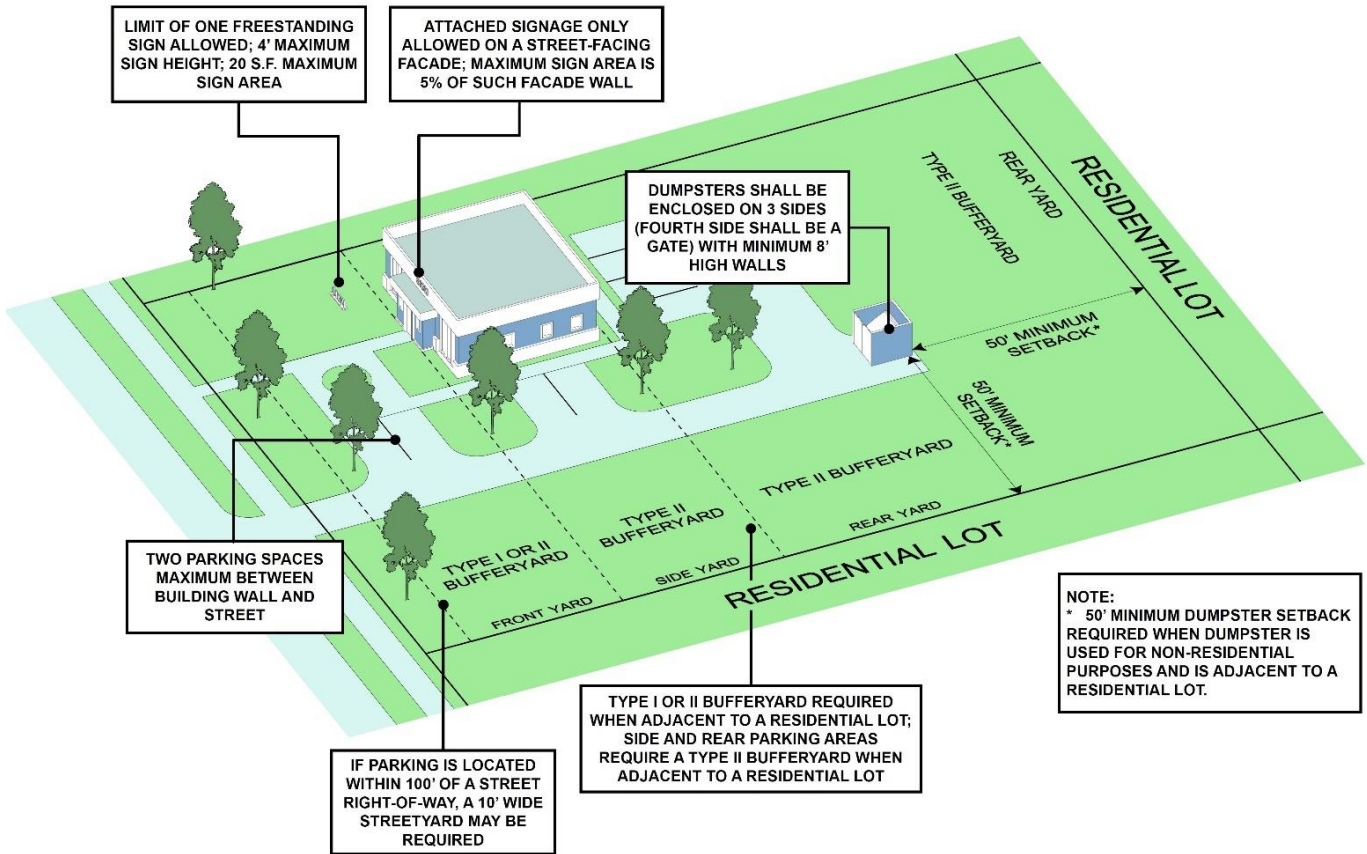 LIMIT OF ONE FREESTANDING
SIGN ALLOWED; 4' MAXIMUM
SIGN HEIGHT; 20 S.F. MAXIMUM
SIGN AREA
ATTACHED SIGNAGE ONLY
ALLOWED ON A STREET-FACING
FACADE; MAXIMUM SIGN AREA IS
5% OF SUCH FACADE WALL
DUMPSTERS SHALL BE
ENCLOSED ON 3 SIDES
(FOURTH SIDE SHALL BE A
GATE) WITH MINIMUM 8'
HIGH WALLS
TYPE II BUFFERYARD
REAR YARD
RESIDENTIAL LOT
50' MINIMUM
SETBACK*
50' MINIMUM
SETBACK*
TYPE I OR II
BUFFERYARD
TYPE II
BUFFERYARD
TYPE II BUFFERYARD
FRONT YARD
SIDE YARD
REAR YARD
RESIDENTIAL LOT
TWO PARKING SPACES
MAXIMUM BETWEEN
BUILDING WALL AND
STREET
IF PARKING IS LOCATED
WITHIN 100' OF A STREET
RIGHT-OF-WAY, A 10' WIDE
STREETYARD MAY BE
REQUIRED
TYPE I OR II BUFFERYARD REQUIRED
WHEN ADJACENT TO A RESIDENTIAL LOT;
SIDE AND REAR PARKING AREAS
REQUIRE A TYPE II BUFFERYARD WHEN
ADJACENT TO A RESIDENTIAL LOT
NOTE:
* 50' MINIMUM DUMPSTER SETBACK
REQUIRED WHEN DUMPSTER IS
USED FOR NON-RESIDENTIAL
PURPOSES AND IS ADJACENT TO A
RESIDENTIAL LOT.